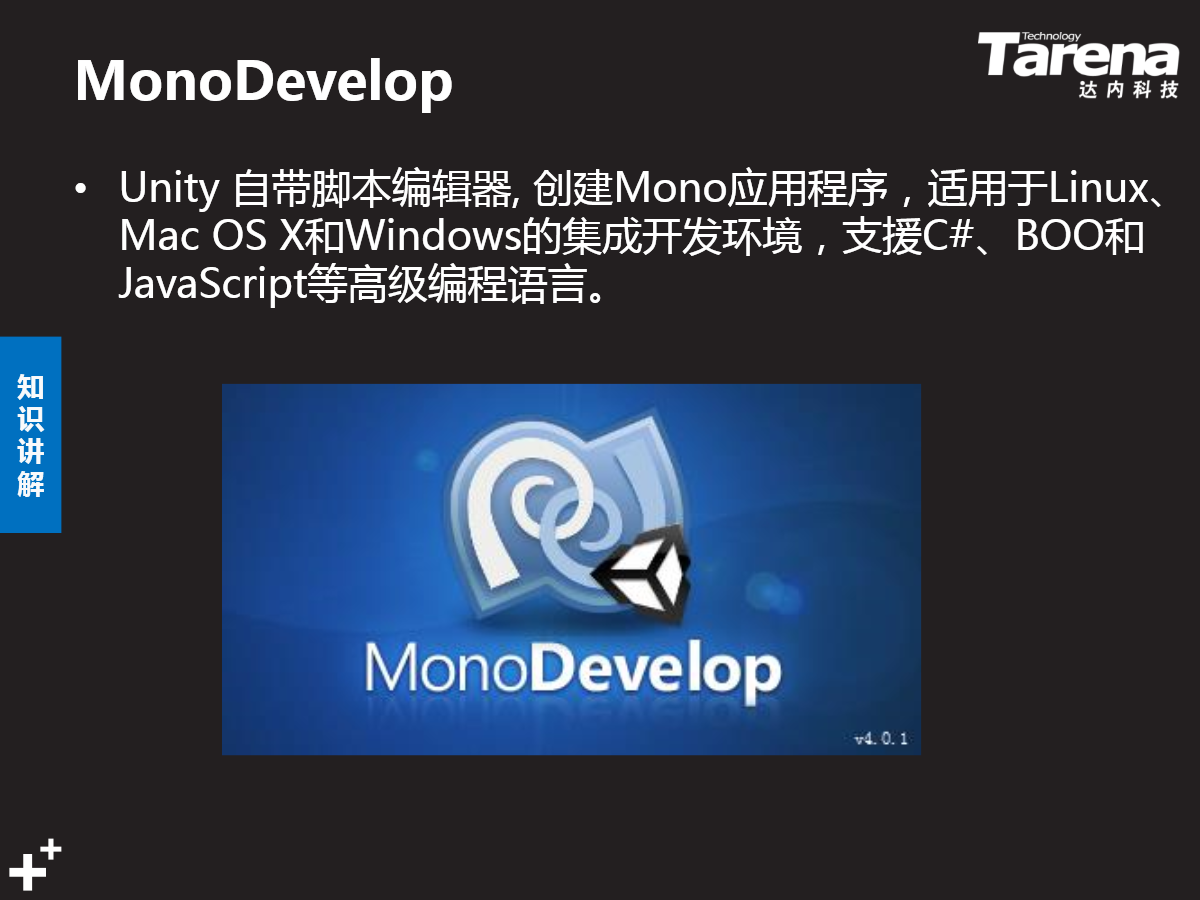 MonoDevelop
Technology
Tarena
达内科技
• Unity 自带脚本编辑器, 创建Mono应用程序，适用于Linux、
Mac OS X和Windows的集成开发环境，支援C#、BOO和
JavaScript等高级编程语言。
知
识
讲
解
MonoDevelop
v4.0.1